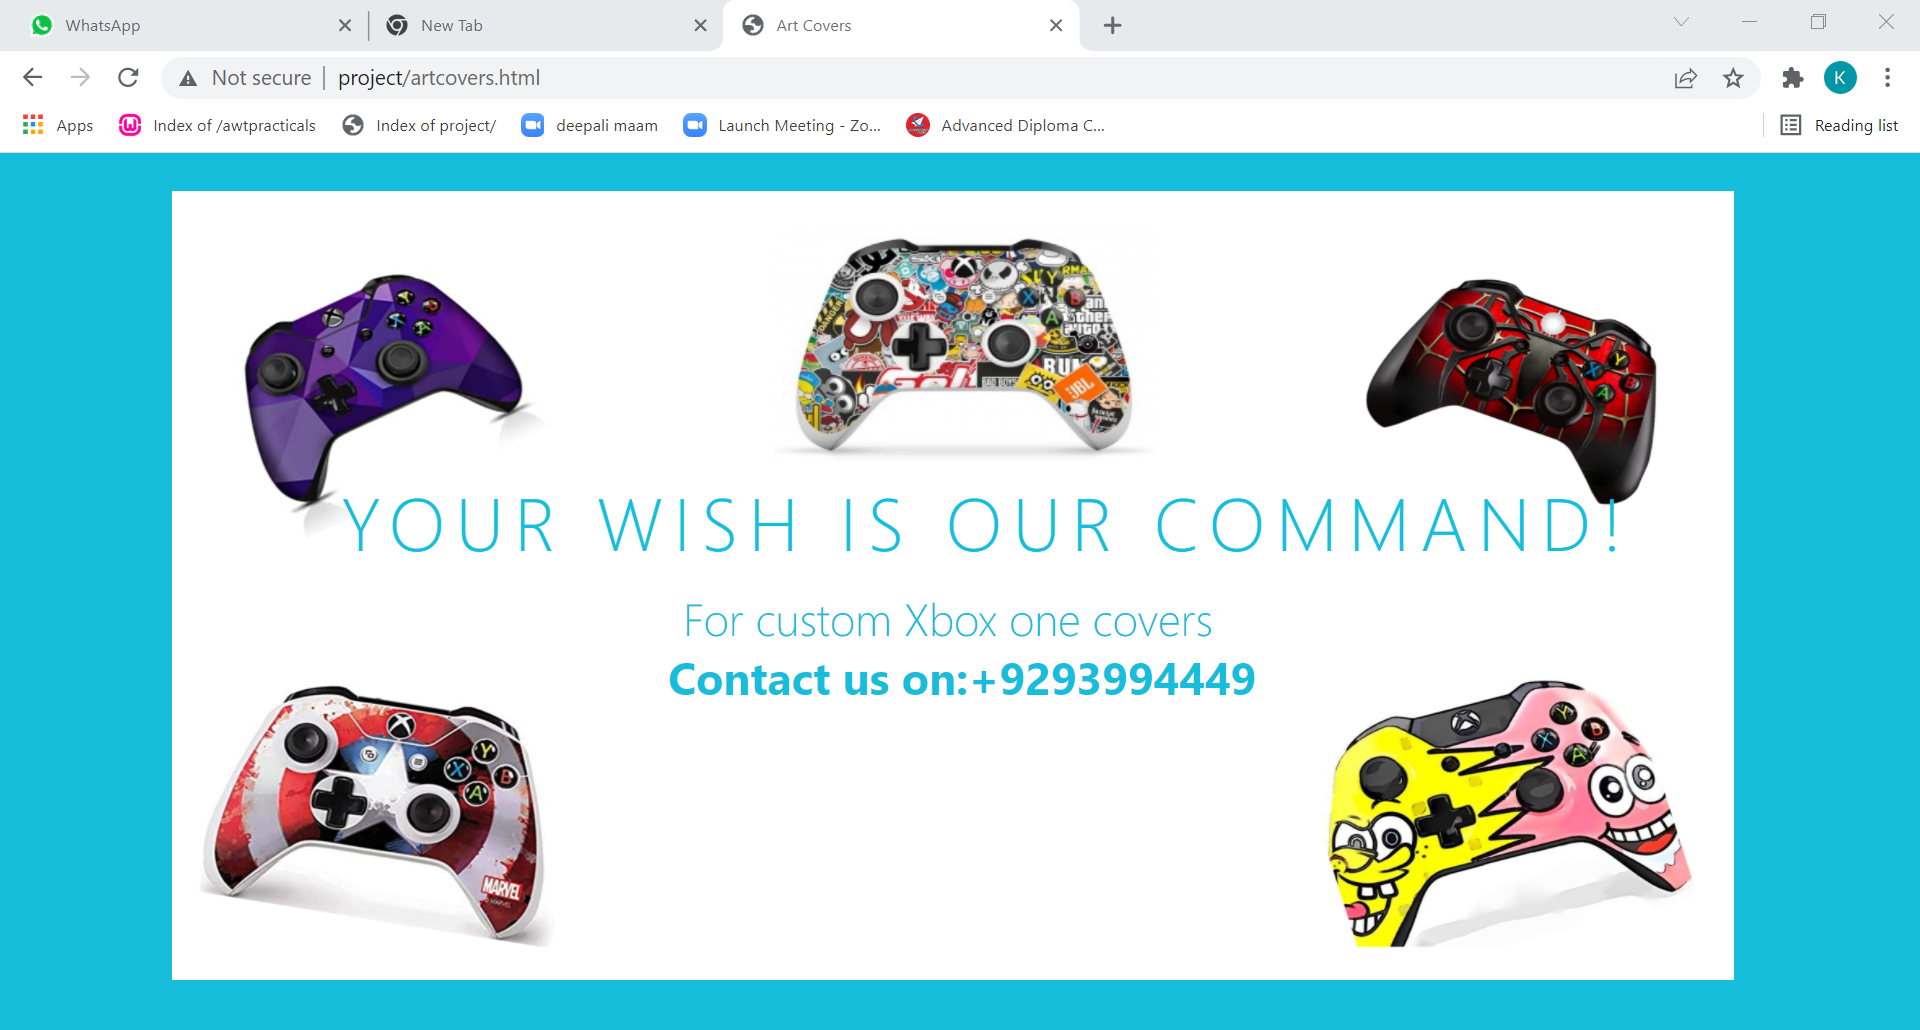 WhatsApp
New Tab
Art Covers
Not secure
project/artcovers.html
K
Apps
Index of /awtpracticals
Index of project/
deepali maam
Launch Meeting - Zo...
Advanced Diploma C...
Reading list
YOUR WISH IS OUR COMMAND!
For custom Xbox one covers
Contact us on:+9293994449
JBL
MARVEL
Y
X
B
A